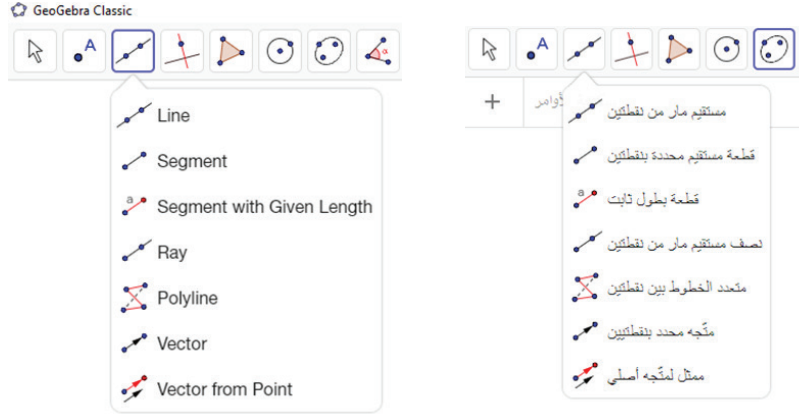 GeoGebra Classic
A
a
Line
Segment
a
Segment with Given Length
Ray
Polyline
Vector
Vector from Point
A
+
مستقيم مار من نقطتين
قطعة مستقيم محددة بنقطتين
a
قطعة بطول ثابت
نصف مستقيم مار من نقطتين
متعدد الخطوط بين نقطتين
متّجه محدد بنقطتيين
ممثل لمتّجه أصلي